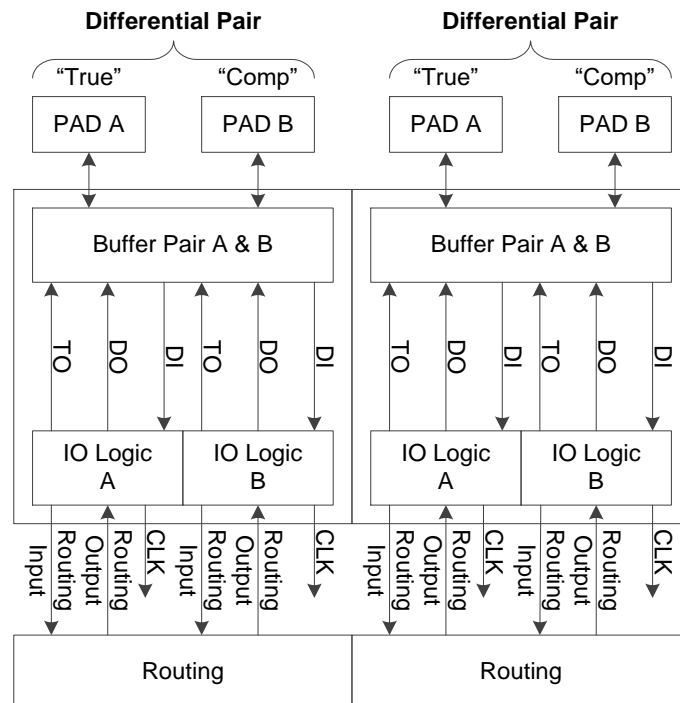 Differential Pair
Differential Pair
“True”
“Comp”
“True”
“Comp”
PAD A
PAD B
PAD A
PAD B
Buffer Pair A & B
Buffer Pair A & B
TO
DO
DI
TO
DO
DI
TO
DO
DI
TO
DO
DI
IO Logic
A
IO Logic
B
IO Logic
A
IO Logic
B
Routing
Input
Routing
Output
CLK
Routing
Input
Routing
Output
CLK
Routing
Input
Routing
Output
CLK
Routing
Input
Routing
Output
CLK
Routing
Routing